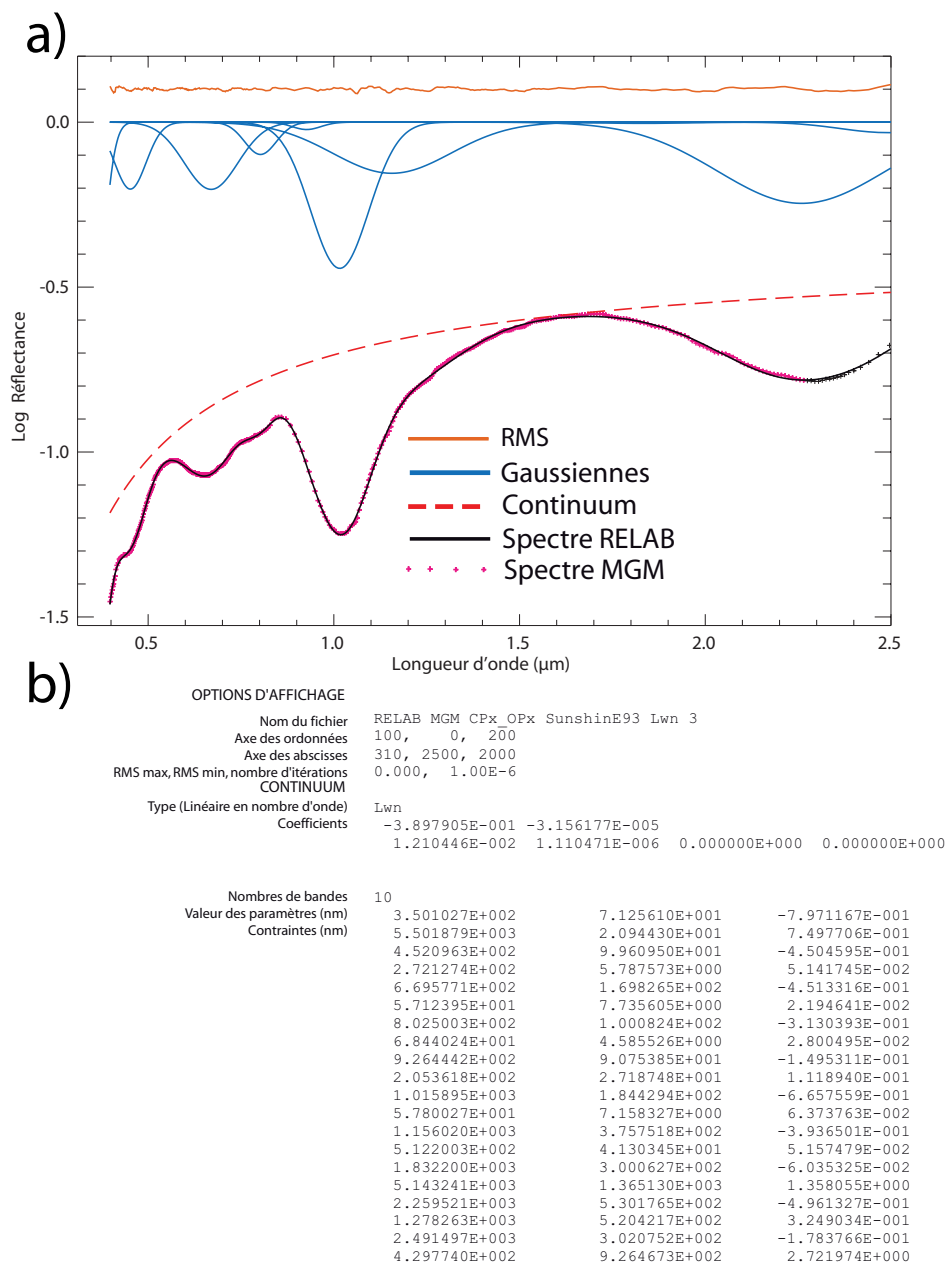 a)
0.0
-0.5
-1.0
-1.5
Log Réflectance
RMS
Gaussiennes
Continuum
Spectre RELAB
Spectre MGM
0.5 1.0 1.5 2.0 2.5
Longueur d'onde (µm)
b)
OPTIONS D'AFFICHAGE
Nom du fichier RELAB MGM CPx_OPx SunshinE93 Lwn 3
Axe des ordonnées 100, 0, 200
Axe des abscisses 310, 2500, 2000
RMS max, RMS min, nombre d'itérations 0.000, 1.00E-6
CONTINUUM
Type (Linéaire en nombre d'onde) Lwn
Coefficients -3.897905E-001 -3.156177E-005
1.210446E-002 1.110471E-006 0.000000E+000 0.000000E+000
Nombres de bandes 10
Valeur des paramètres (nm) 3.501027E+002 7.125610E+001 -7.971167E-001
Contraintes (nm) 5.501879E+003 2.094430E+001 7.497706E-001
4.520963E+002 9.960950E+001 -4.504595E-001
2.721274E+002 5.787573E+000 5.141745E-002
6.695771E+002 1.698265E+002 -4.513316E-001
5.712395E+001 7.735605E+000 2.194641E-002
8.025003E+002 1.000824E+002 -3.130393E-001
6.844024E+001 4.585526E+000 2.800495E-002
9.264442E+002 9.075385E+001 -1.495311E-001
2.053618E+002 2.718748E+001 1.118940E-001
1.015895E+003 1.844294E+002 -6.657559E-001
5.780027E+001 7.158327E+000 6.373763E-002
1.156020E+003 3.757518E+002 -3.936501E-001
5.122003E+002 4.130345E+001 5.157479E-002
1.832200E+003 3.000627E+002 -6.035325E-002
5.143241E+003 1.365130E+003 1.358055E+000
2.259521E+003 5.301765E+002 -4.961327E-001
1.278263E+003 5.204217E+002 3.249034E-001
2.491497E+003 3.020752E+002 -1.783766E-001
4.297740E+002 9.264673E+002 2.721974E+000